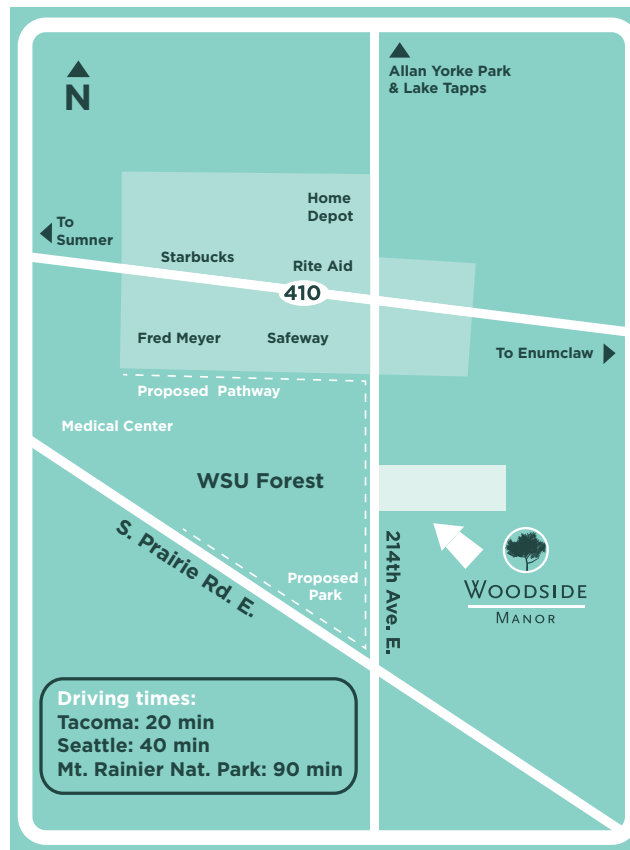 Allan Yorke Park
& Lake Tapps
N
Home
Depot
To
Sumner
Starbucks
Rite Aid
410
Fred Meyer
Safeway
To Enumclaw
Proposed Pathway
Medical Center
WSU Forest
S. Prairie Rd. E.
214th Ave. E.
Proposed
Park
WOODSIDE
MANOR
Driving times:
Tacoma: 20 min
Seattle: 40 min
Mt. Rainier Nat. Park: 90 min